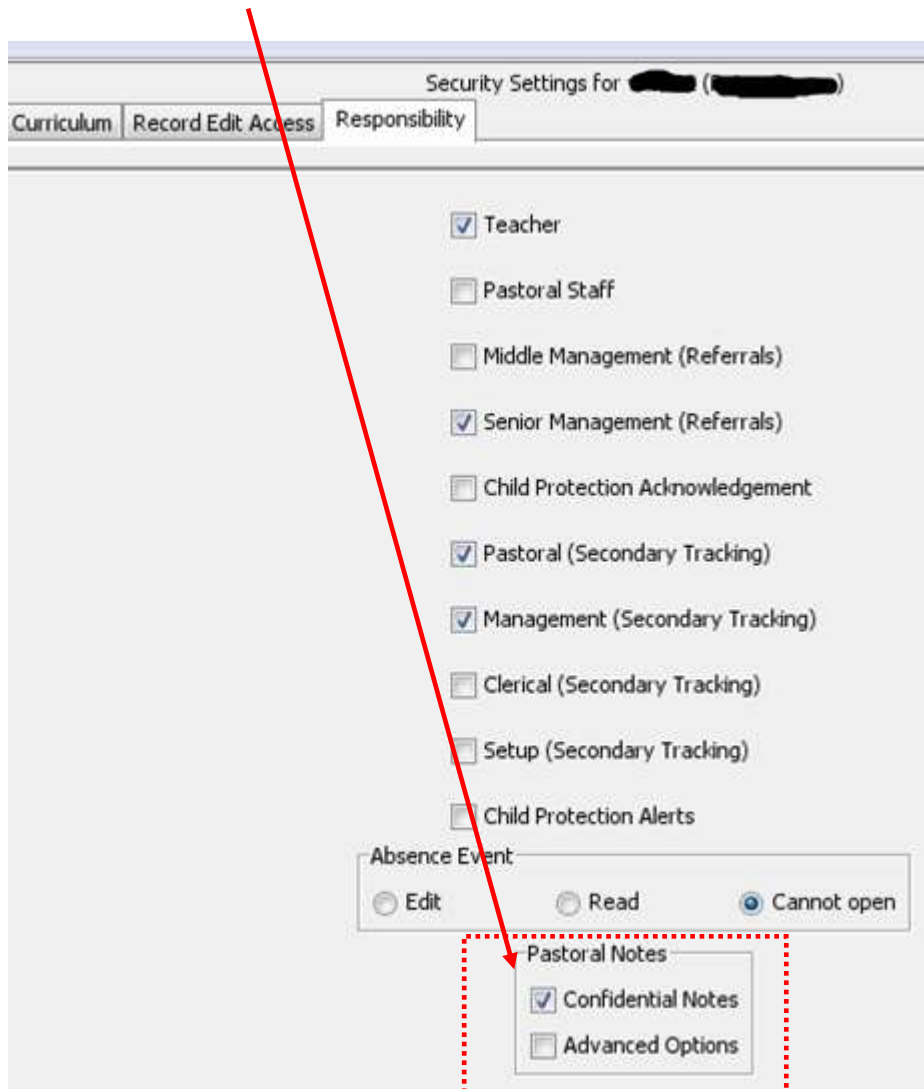 Security Settings for ( )
Curriculum Record Edit Access Responsibility
Teacher
Pastoral Staff
Middle Management (Referrals)
Senior Management (Referrals)
Child Protection Acknowledgement
Pastoral (Secondary Tracking)
Management (Secondary Tracking)
Clerical (Secondary Tracking)
Setup (Secondary Tracking)
Child Protection Alerts
Absence Event
Edit Read Cannot open
Pastoral Notes
Confidential Notes
Advanced Options